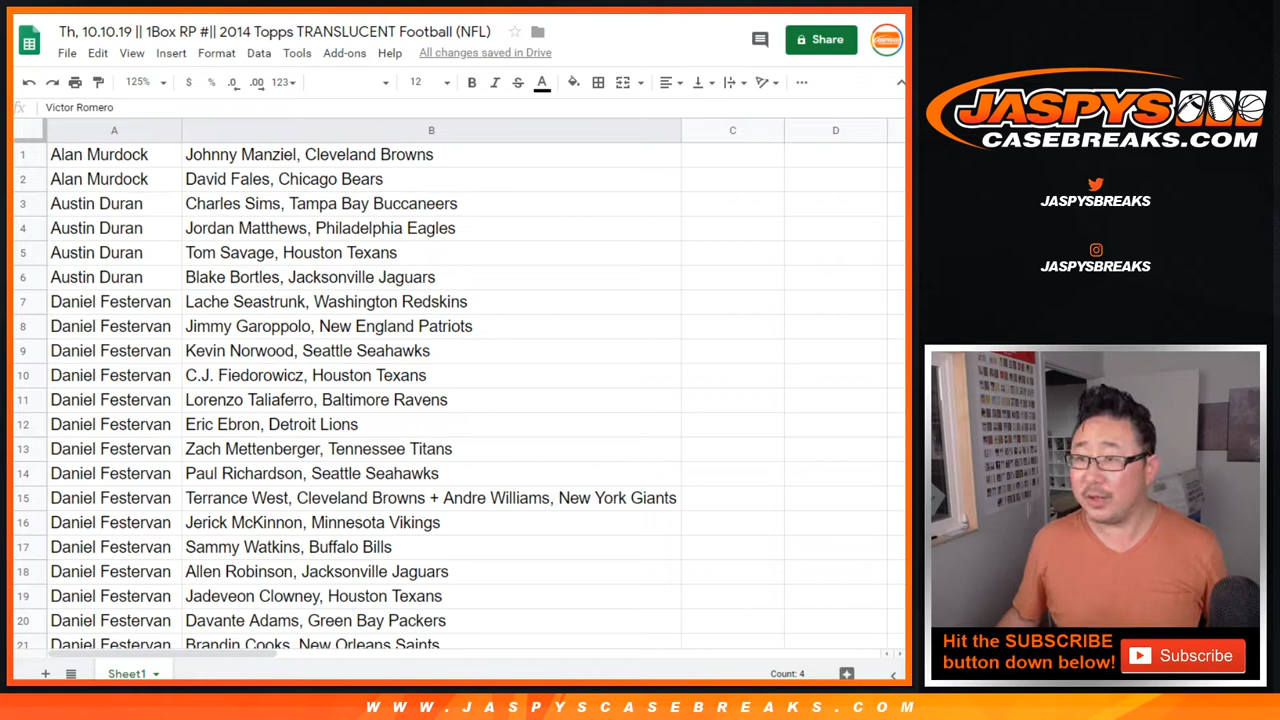 Th, 10.10.19 || 1Box RP #|| 2014 Topps TRANSLUCENT Football (NFL)
File Edit View Insert Format Data Tools Add-ons Help All changes saved in Drive
Share
125% $ % .0 .00 123 12 B I S A
fx Victor Romero
A B C D
1 Alan Murdock Johnny Manziel, Cleveland Browns
2 Alan Murdock David Fales, Chicago Bears
3 Austin Duran Charles Sims, Tampa Bay Buccaneers
4 Austin Duran Jordan Matthews, Philadelphia Eagles
5 Austin Duran Tom Savage, Houston Texans
6 Austin Duran Blake Bortles, Jacksonville Jaguars
7 Daniel Festervan Lache Seastrunk, Washington Redskins
8 Daniel Festervan Jimmy Garoppolo, New England Patriots
9 Daniel Festervan Kevin Norwood, Seattle Seahawks
10 Daniel Festervan C.J. Fiedorowicz, Houston Texans
11 Daniel Festervan Lorenzo Taliaferro, Baltimore Ravens
12 Daniel Festervan Eric Ebron, Detroit Lions
13 Daniel Festervan Zach Mettenberger, Tennessee Titans
14 Daniel Festervan Paul Richardson, Seattle Seahawks
15 Daniel Festervan Terrance West, Cleveland Browns + Andre Williams, New York Giants
16 Daniel Festervan Jerick McKinnon, Minnesota Vikings
17 Daniel Festervan Sammy Watkins, Buffalo Bills
18 Daniel Festervan Allen Robinson, Jacksonville Jaguars
19 Daniel Festervan Jadeveon Clowney, Houston Texans
20 Daniel Festervan Davante Adams, Green Bay Packers
21 Daniel Festervan Brandin Cooks, New Orleans Saints
Sheet1 Count: 4
JASPYS
CASEBREAKS.COM
JASPYSBREAKS
JASPYSBREAKS
Hit the SUBSCRIBE
button down below!
Subscribe
WWW.JASPYSCASEBREAKS.COM